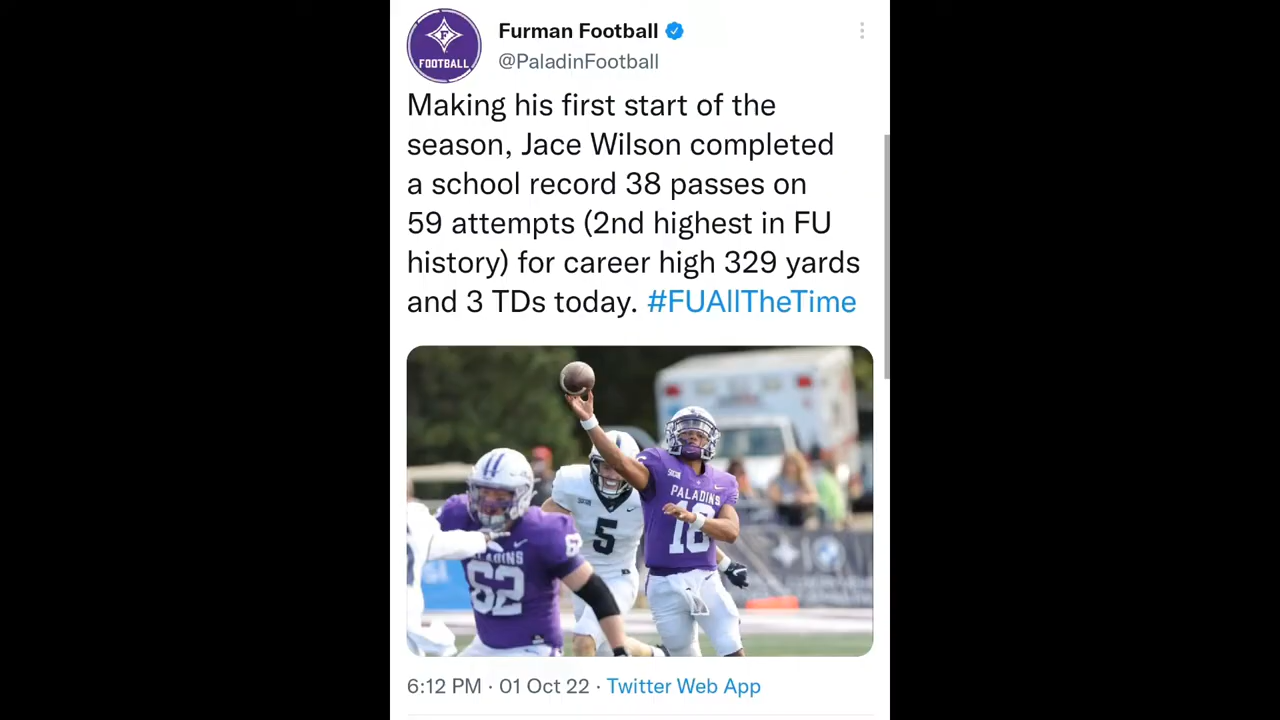 Furman Football
@PaladinFootball
F
FOOTBALL
Making his first start of the
season, Jace Wilson completed
a school record 38 passes on
59 attempts (2nd highest in FU
history) for career high 329 yards
and 3 TDs today. #FUAllTheTime
PALADINS
18
5
62
6:12 PM · 01 Oct 22 · Twitter Web App